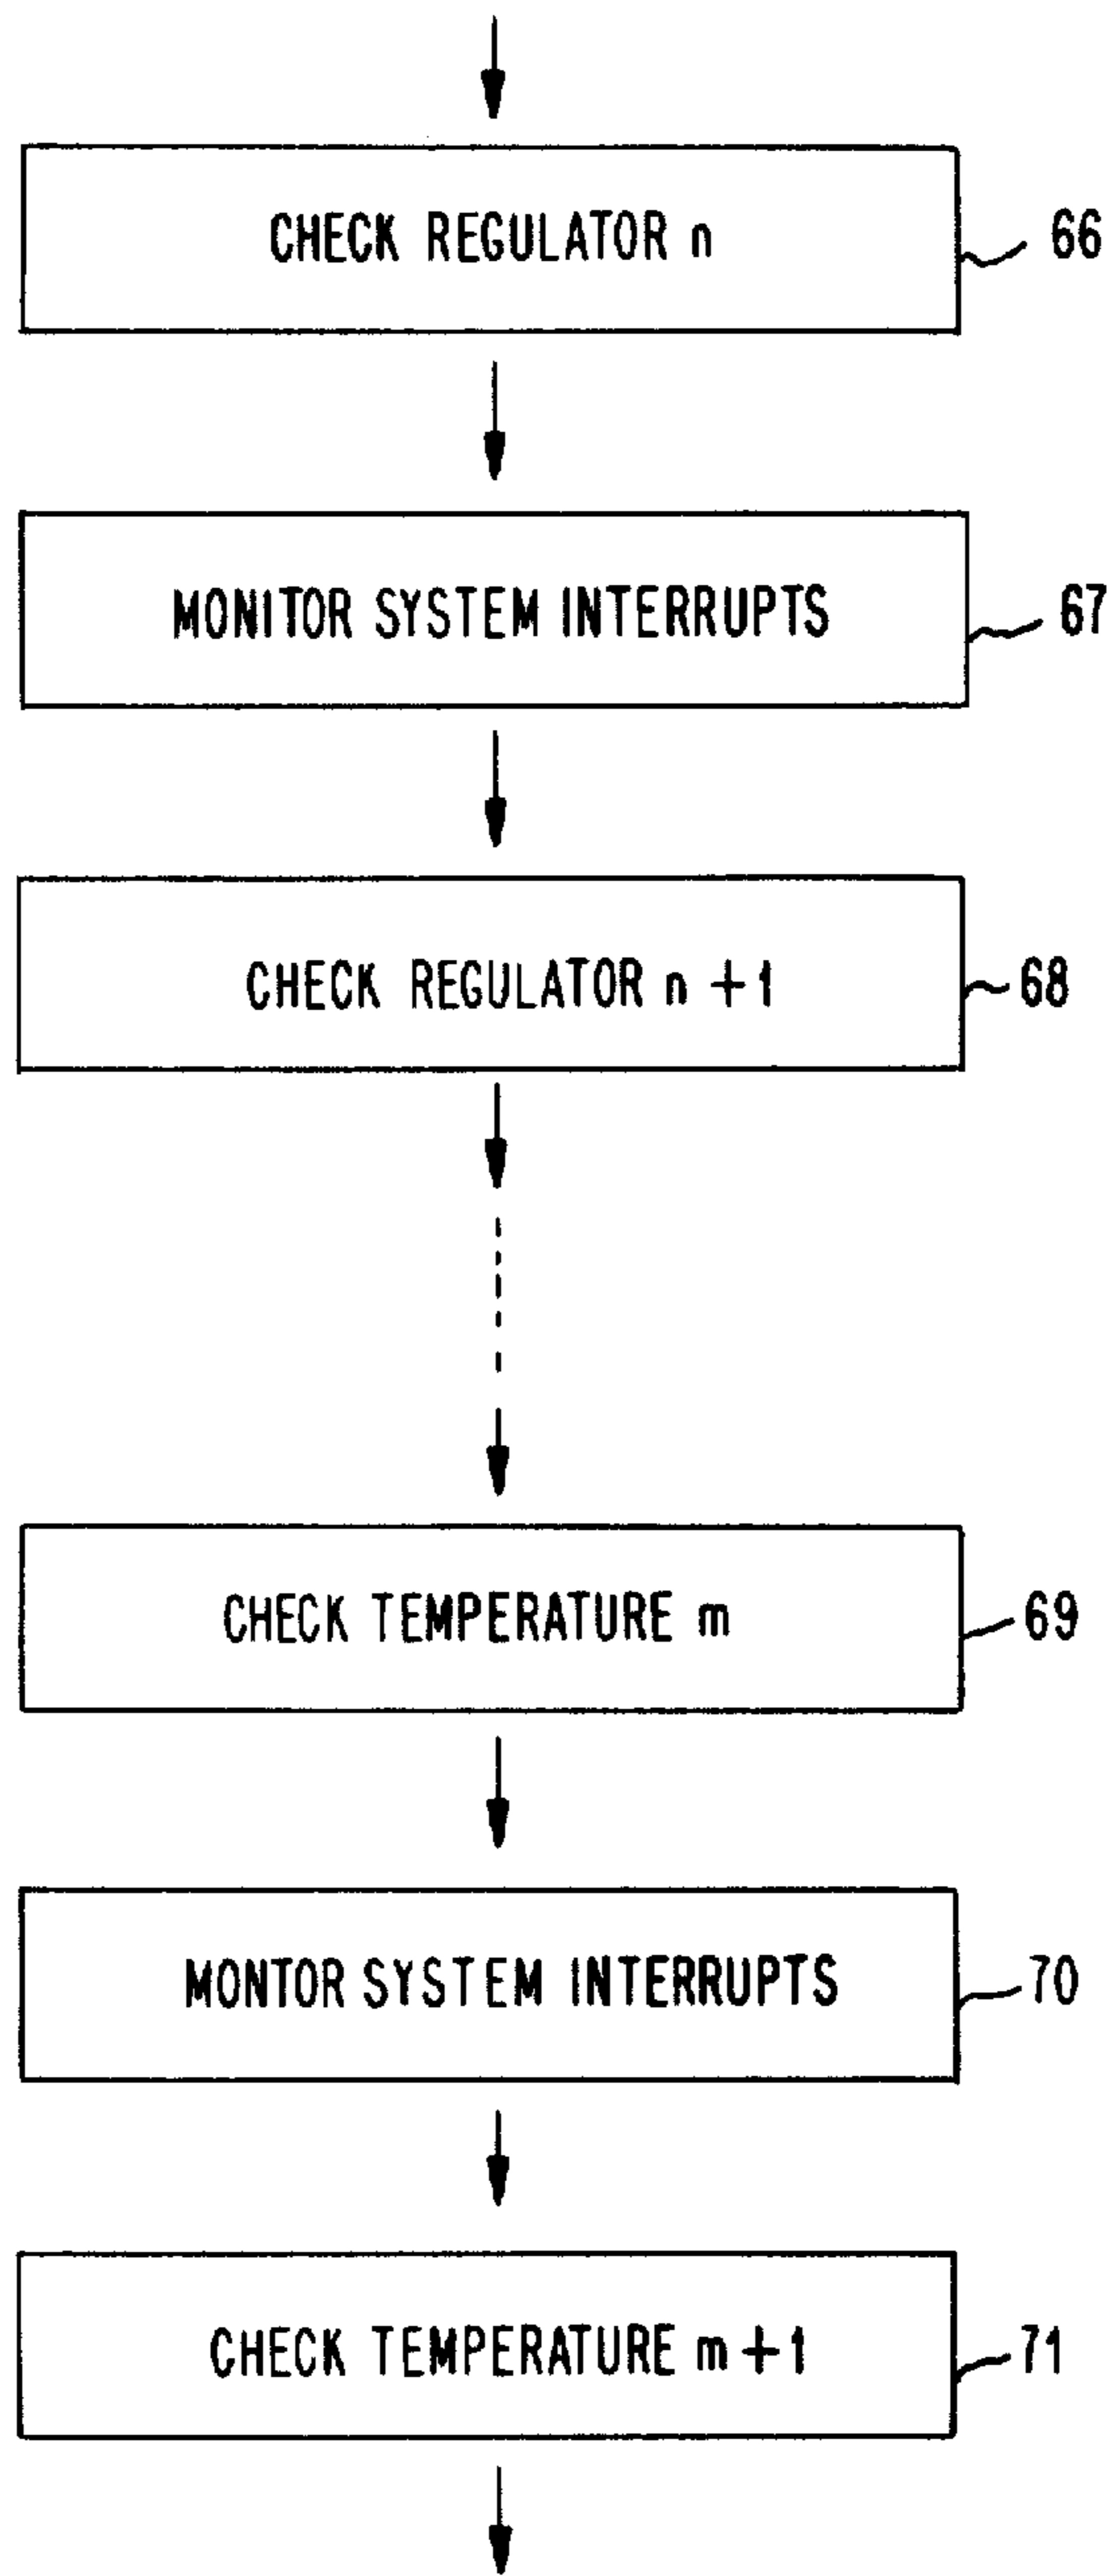 CHECK REGULATOR n
66
MONITOR SYSTEM INTERRUPTS
67
CHECK REGULATOR n + 1
68
CHECK TEMPERATURE m
69
MONTOR SYSTEM INTERRUPTS
70
CHECK TEMPERATURE m + 1
71